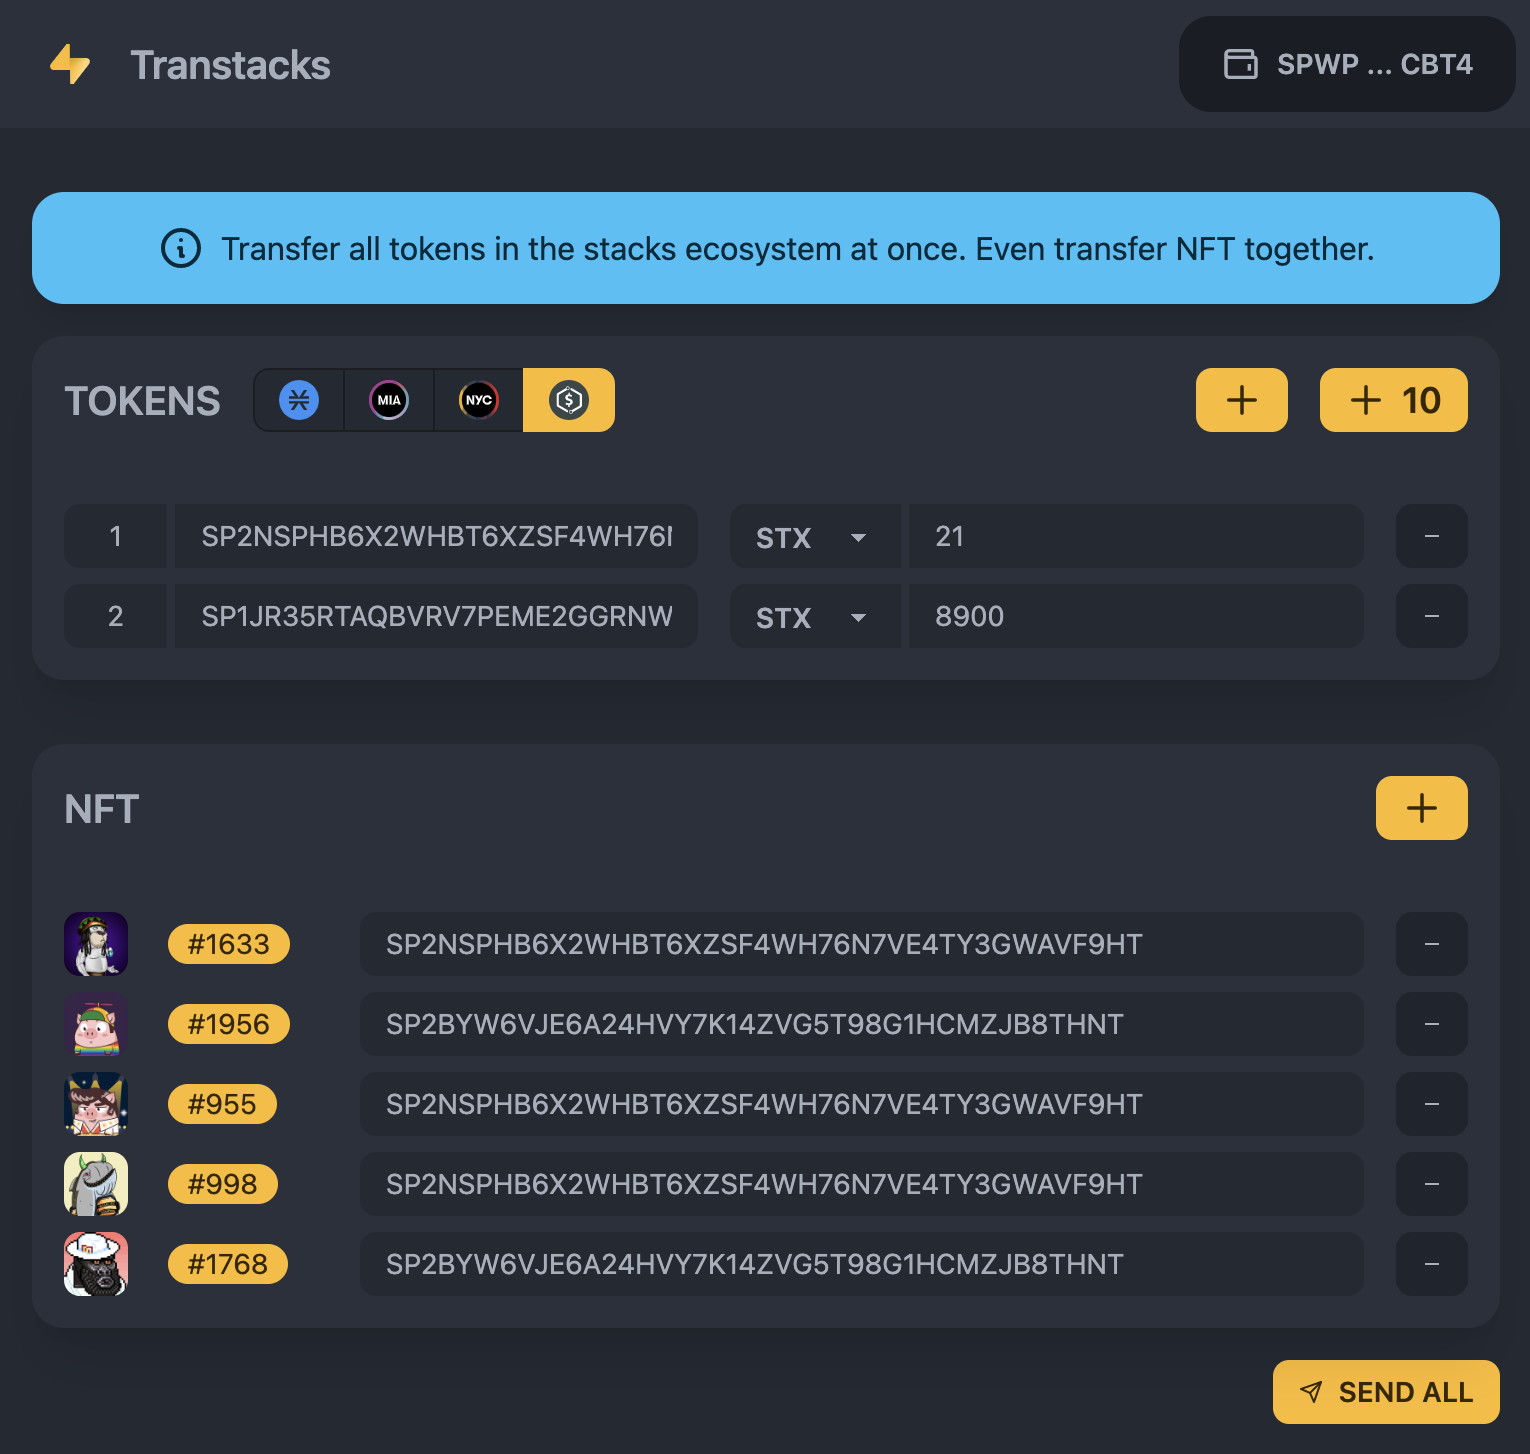 Transtacks
SPWP ... CBT4
Transfer all tokens in the stacks ecosystem at once. Even transfer NFT together.
TOKENS
MIA
NYC
$
+
+ 10
1 SP2NSPHB6X2WHBT6XZSF4WH76 STX 21 –
2 SP1JR35RTAQBVRV7PEME2GGRNW STX 8900 –
NFT
+
#1633 SP2NSPHB6X2WHBT6XZSF4WH76N7VE4TY3GWAVF9HT –
#1956 SP2BYW6VJE6A24HVY7K14ZVG5T98G1HCMZJB8THNT –
#955 SP2NSPHB6X2WHBT6XZSF4WH76N7VE4TY3GWAVF9HT –
#998 SP2NSPHB6X2WHBT6XZSF4WH76N7VE4TY3GWAVF9HT –
#1768 SP2BYW6VJE6A24HVY7K14ZVG5T98G1HCMZJB8THNT –
SEND ALL